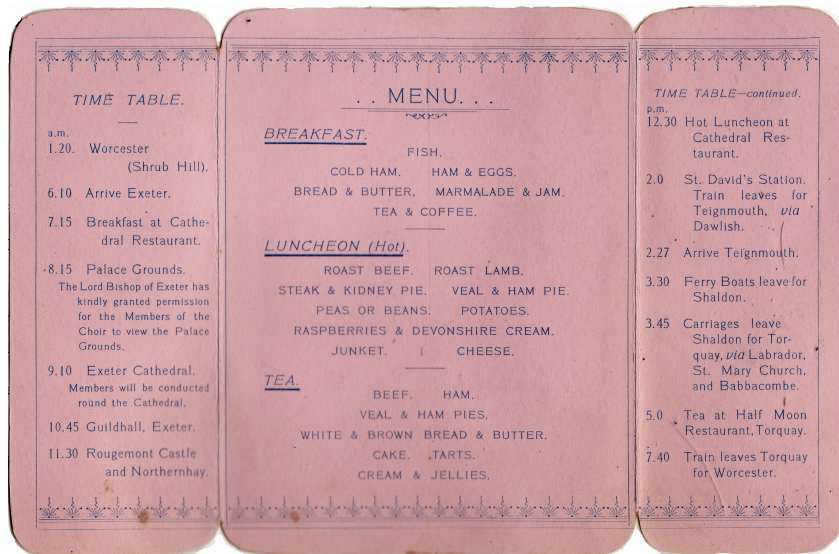 TIME TABLE.
a.m.
1.20. Worcester
(Shrub Hill).
6.10 Arrive Exeter.
7.15 Breakfast at Cathe-
dral Restaurant.
8.15 Palace Grounds.
The Lord Bishop of Exeter has
kindly granted permission
for the Members of the
Choir to view the Palace
Grounds.
9.10 Exeter Cathedral.
Members will be conducted
round the Cathedral.
10.45 Guildhall, Exeter.
11.30 Rougemont Castle
and Northernhay.
. . MENU. . .
BREAKFAST.
FISH.
COLD HAM. HAM & EGGS.
BREAD & BUTTER. MARMALADE & JAM.
TEA & COFFEE.
LUNCHEON (Hot).
ROAST BEEF. ROAST LAMB.
STEAK & KIDNEY PIE. VEAL & HAM PIE.
PEAS OR BEANS. POTATOES.
RASPBERRIES & DEVONSHIRE CREAM.
JUNKET. CHEESE.
TEA.
BEEF. HAM.
VEAL & HAM PIES.
WHITE & BROWN BREAD & BUTTER.
CAKE. TARTS.
CREAM & JELLIES.
TIME TABLE—continued.
p.m.
12.30 Hot Luncheon at
Cathedral Res-
taurant.
2.0 St. David's Station.
Train leaves for
Teignmouth, via
Dawlish.
2.27 Arrive Teignmouth.
3.30 Ferry Boats leave for
Shaldon.
3.45 Carriages leave
Shaldon for Tor-
quay, via Labrador,
St. Mary Church,
and Babbacombe.
5.0 Tea at Half Moon
Restaurant, Torquay.
7.40 Train leaves Torquay
for Worcester.